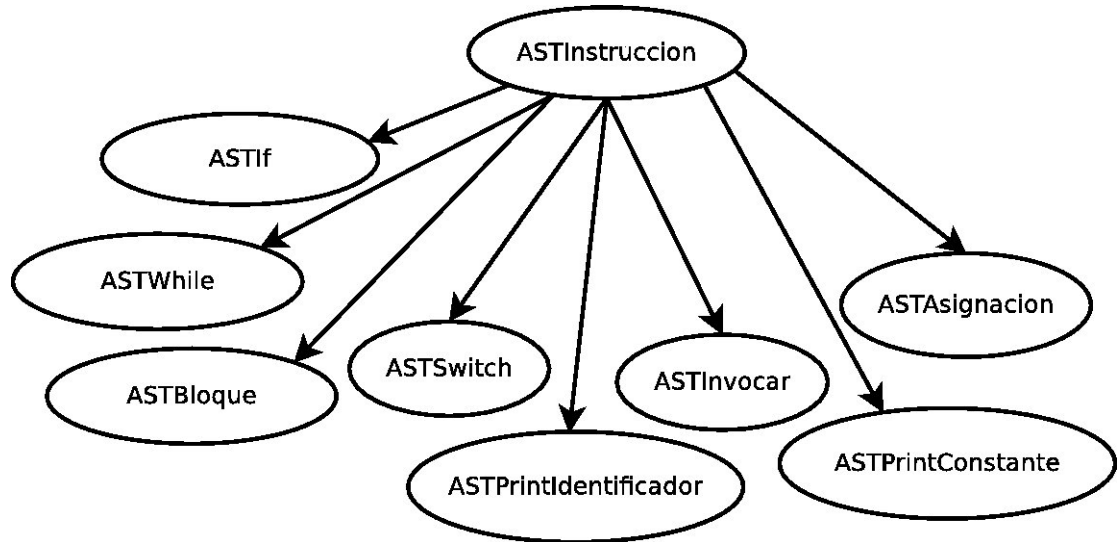 ASTInstruccion
ASTIf
ASTWhile
ASTAsignacion
ASTSwitch
ASTInvocar
ASTBloque
ASTPrintConstante
ASTPrintIdentificador